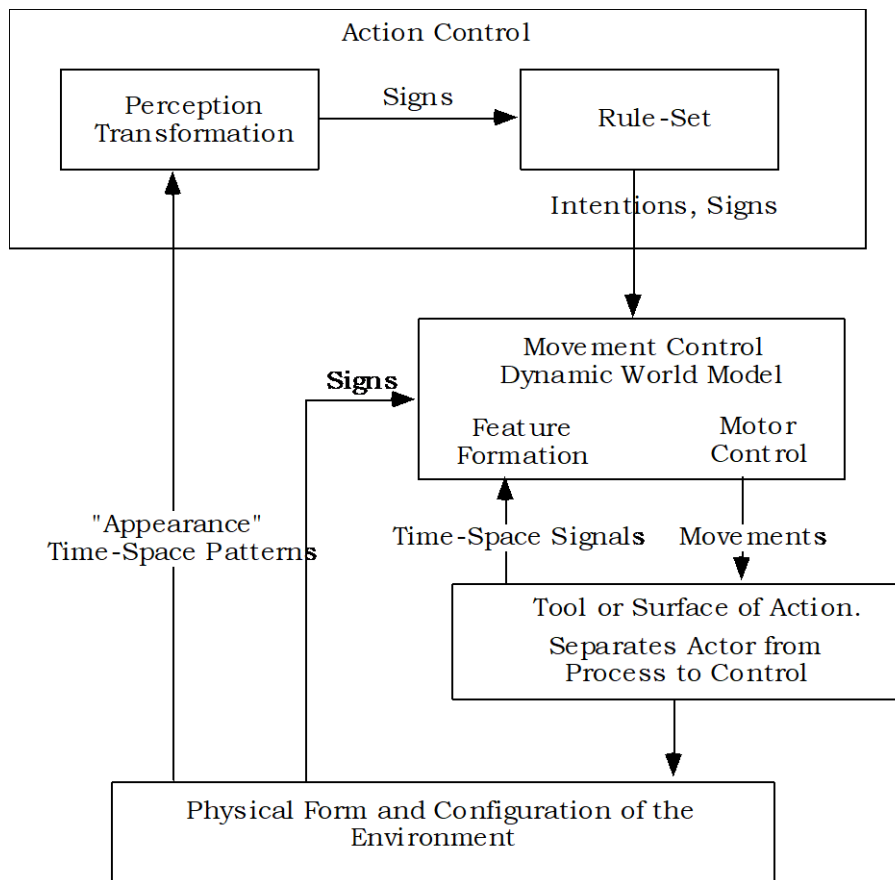 Action Control
Perception
Transformation
Signs
Rule-Set
Intentions, Signs
Movement Control
Dynamic World Model
Signs
Feature
Formation
Motor
Control
"Appearance"
Time-Space Patterns
Time-Space Signals
Movements
Tool or Surface of Action.
Separates Actor from
Process to Control
Physical Form and Configuration of the
Environment